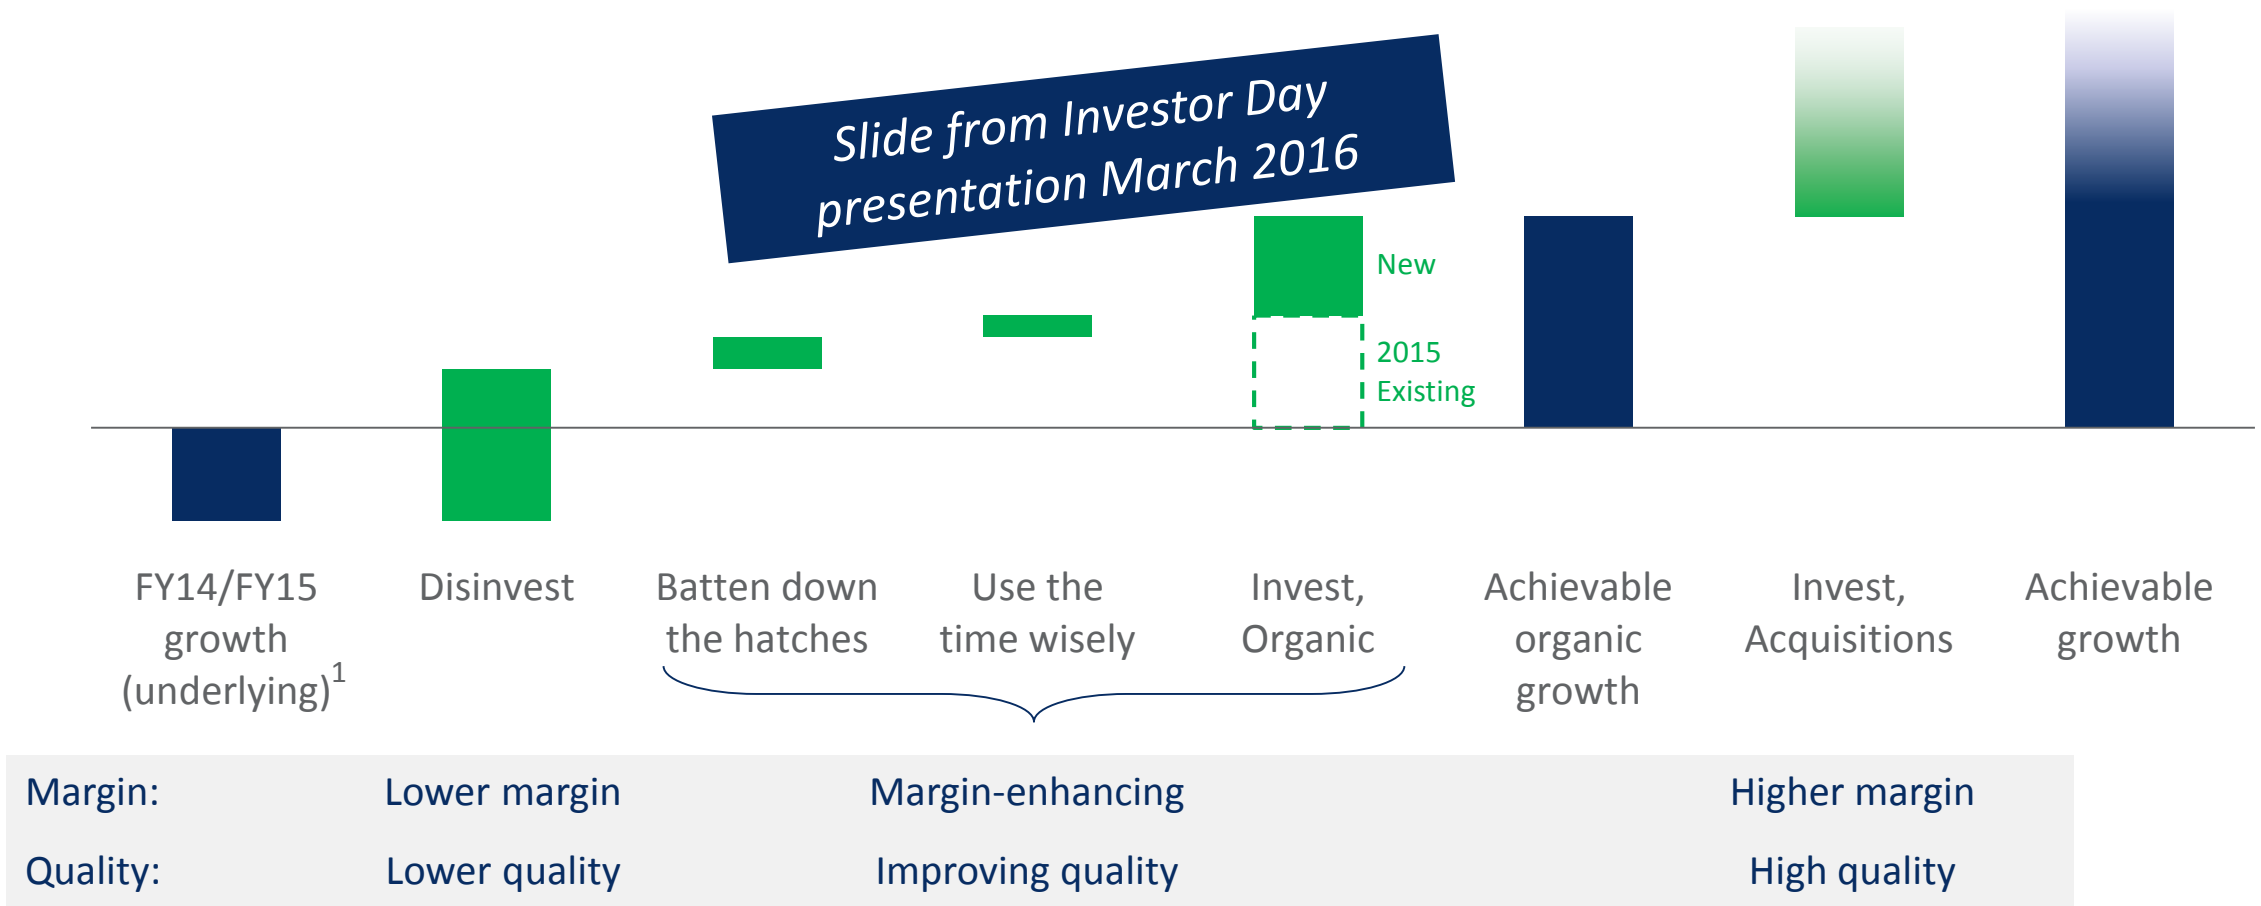 Slide from Investor Day
presentation March 2016
New
2015
Existing
FY14/FY15
growth
(underlying)1
Disinvest
Batten down
the hatches
Use the
time wisely
Invest,
Organic
Achievable
organic
growth
Invest,
Acquisitions
Achievable
growth
Margin: Lower margin Margin-enhancing Higher margin
Quality: Lower quality Improving quality High quality